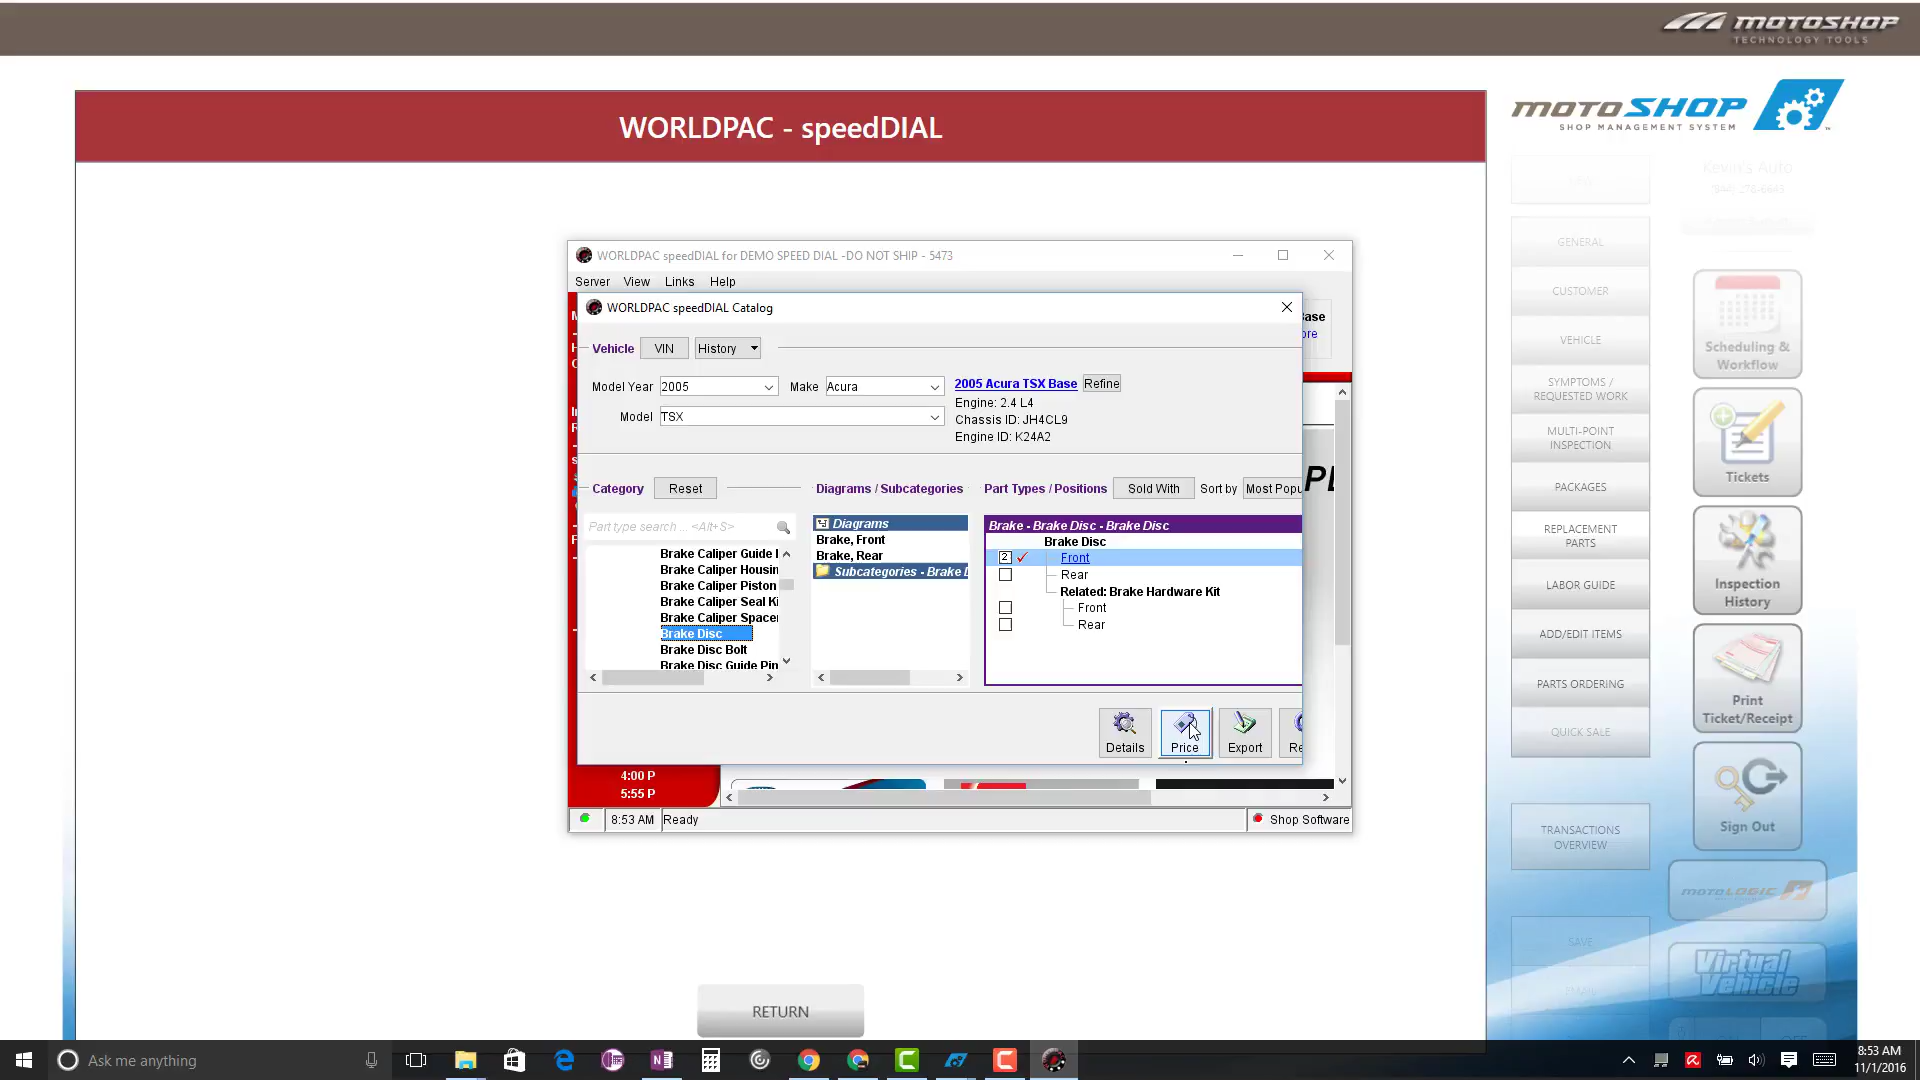 MOTOSHOP
TECHNOLOGY TOOLS
WORLDPAC - speedDIAL
MOTOSHOP
SHOP MANAGEMENT SYSTEM
Kevin's Auto
WORLDPAC speedDIAL for DEMO SPEED DIAL -DO NOT SHIP - 5473
Server View Links Help
WORLDPAC speedDIAL Catalog
Vehicle VIN History
Model Year 2005 Make Acura
Model TSX
2005 Acura TSX Base Refine
Engine: 2.4 L4
Chassis ID: JH4CL9
Engine ID: K24A2
Category Reset
Part type search ... <Alt+S>
Brake Caliper Guide
Brake Caliper Housin
Brake Caliper Piston
Brake Caliper Seal Ki
Brake Caliper Spacer
Brake Disc
Brake Disc Bolt
Brake Disc Guide Pin
Diagrams / Subcategories
Diagrams
Brake, Front
Brake, Rear
Subcategories - Brake D
Part Types / Positions Sold With Sort by Most Popu
Brake - Brake Disc - Brake Disc
Brake Disc
2 Front
Rear
Related: Brake Hardware Kit
Front
Rear
Details Price Export Re
4:00 P
5:55 P
8:53 AM Ready Shop Software
RETURN
GENERAL
CUSTOMER
VEHICLE
SYMPTOMS /
REQUESTED WORK
MULTI-POINT
INSPECTION
PACKAGES
REPLACEMENT
PARTS
LABOR GUIDE
ADD/EDIT ITEMS
PARTS ORDERING
QUICK SALE
TRANSACTIONS
OVERVIEW
SAVE
Scheduling &
Workflow
Tickets
Inspection
History
Print
Ticket/Receipt
Sign Out
MOTOLOGIC
Virtual
Vehicle
Ask me anything
8:53 AM
11/1/2016